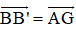 BB' = AG